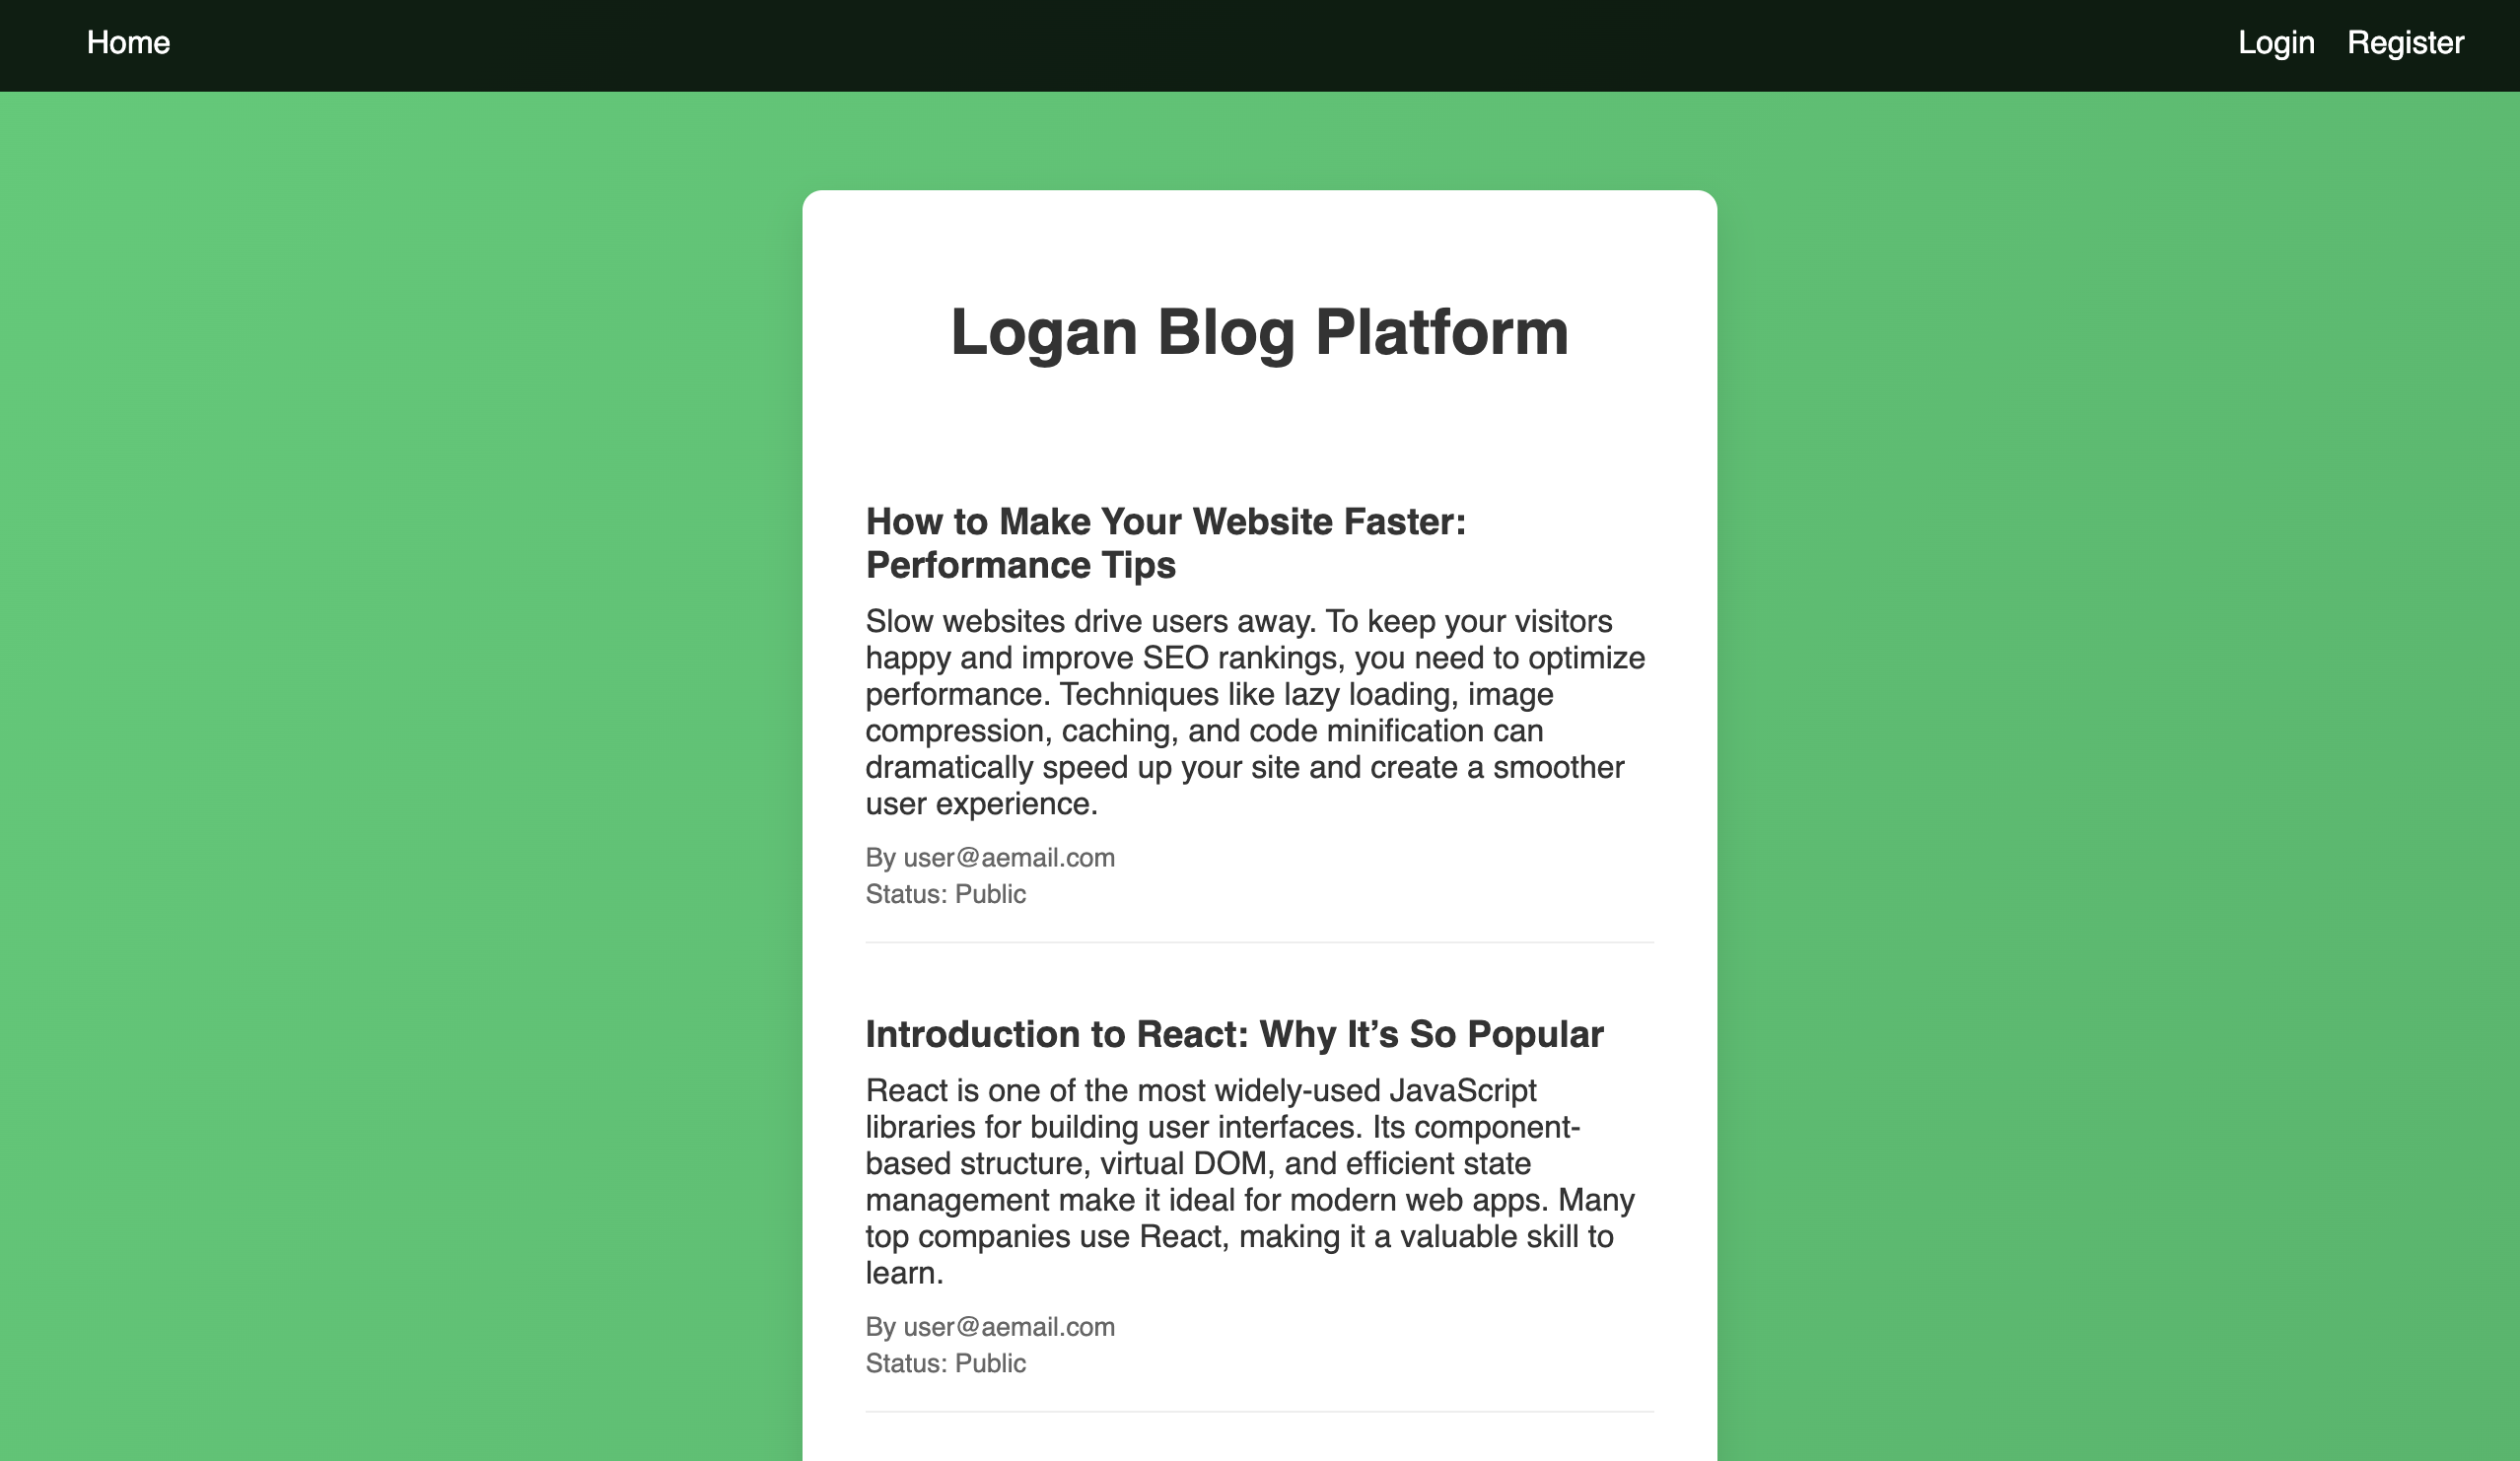 Home
Login
Register
Logan Blog Platform
How to Make Your Website Faster:
Performance Tips
Slow websites drive users away. To keep your visitors
happy and improve SEO rankings, you need to optimize
performance. Techniques like lazy loading, image
compression, caching, and code minification can
dramatically speed up your site and create a smoother
user experience.
By user@aemail.com
Status: Public
Introduction to React: Why It’s So Popular
React is one of the most widely-used JavaScript
libraries for building user interfaces. Its component-
based structure, virtual DOM, and efficient state
management make it ideal for modern web apps. Many
top companies use React, making it a valuable skill to
learn.
By user@aemail.com
Status: Public